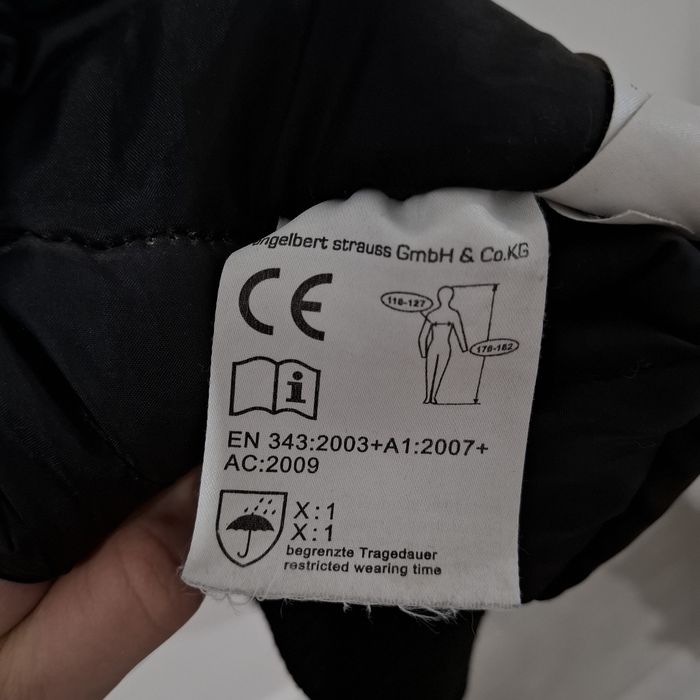 engelbert strauss GmbH & Co.KG
CE
118-127
176-182
i
EN 343:2003+A1:2007+
AC:2009
X:1
X:1
begrenzte Tragedauer
restricted wearing time